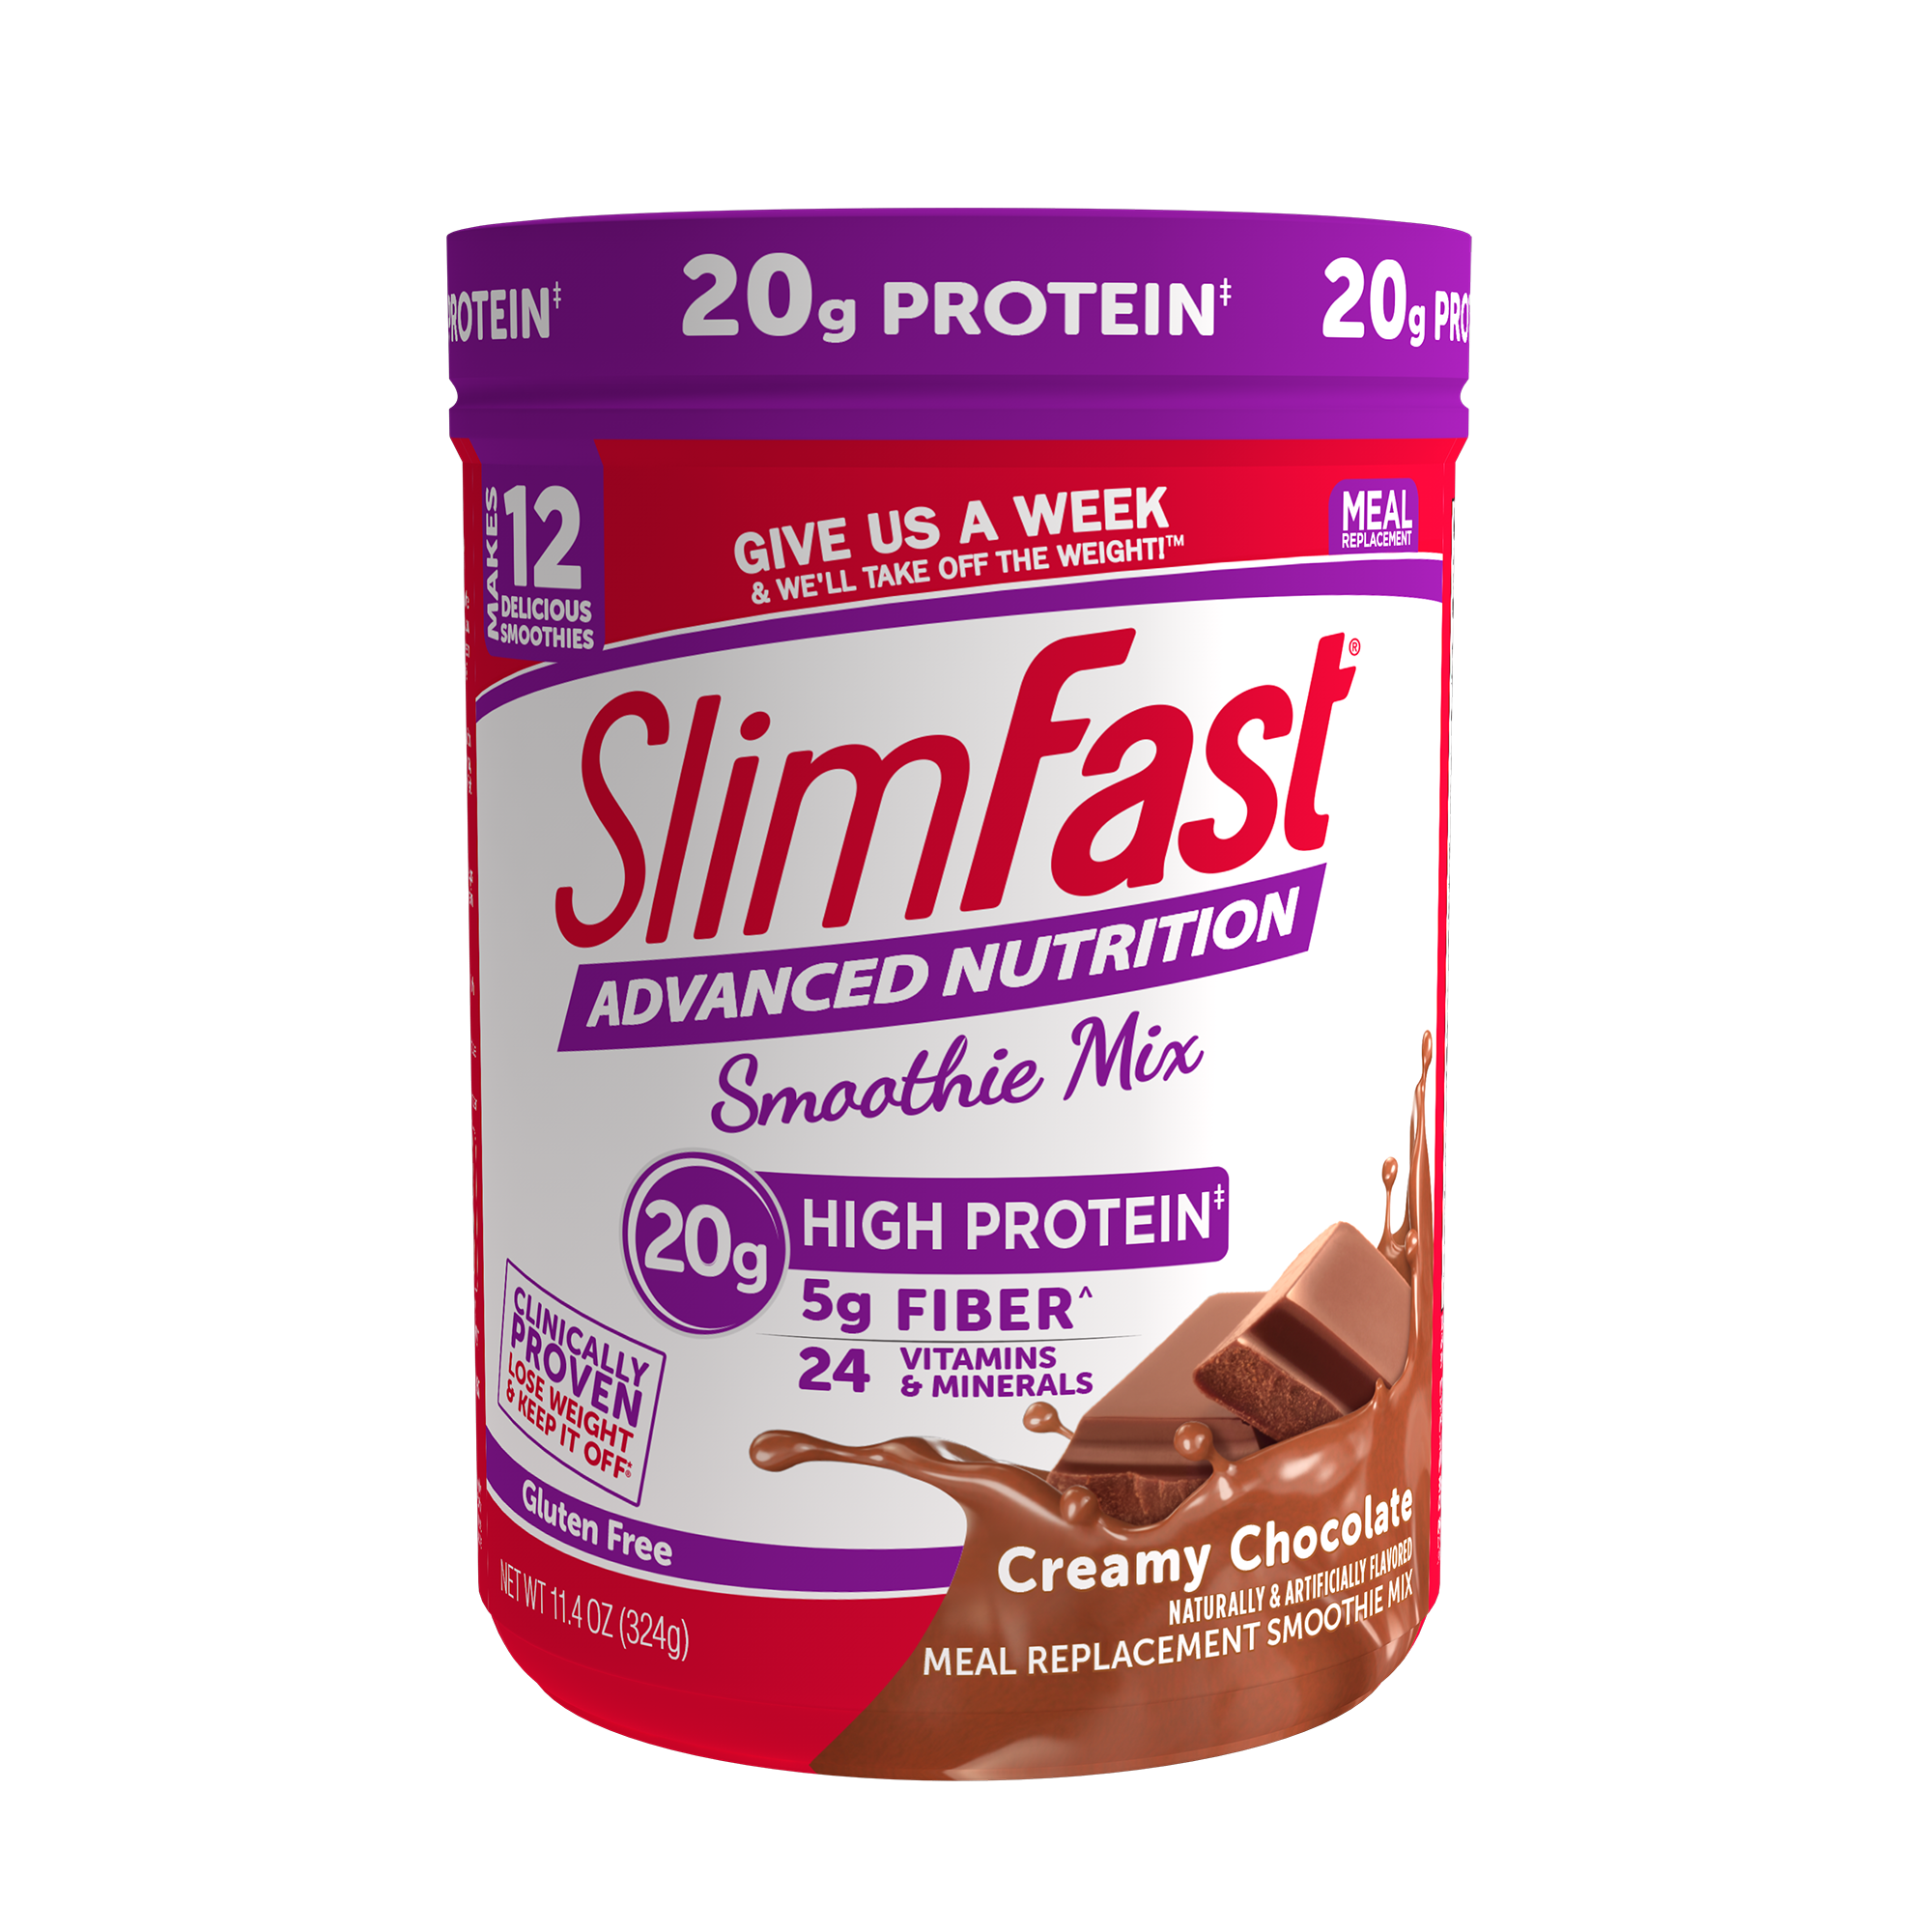 PROTEIN‡
20g PROTEIN‡
20g PRO
MAKES
12
DELICIOUS
SMOOTHIES
GIVE US A WEEK
& WE'LL TAKE OFF THE WEIGHT!™
MEAL
REPLACEMENT
SlimFast®
ADVANCED NUTRITION
Smoothie Mix
20g
HIGH PROTEIN‡
5g FIBER^
24 VITAMINS
& MINERALS
CLINICALLY
PROVEN
LOSE WEIGHT
& KEEP IT OFF*®
Gluten Free
NET WT 11.4 OZ (324g)
Creamy Chocolate
NATURALLY & ARTIFICIALLY FLAVORED
MEAL REPLACEMENT SMOOTHIE MIX